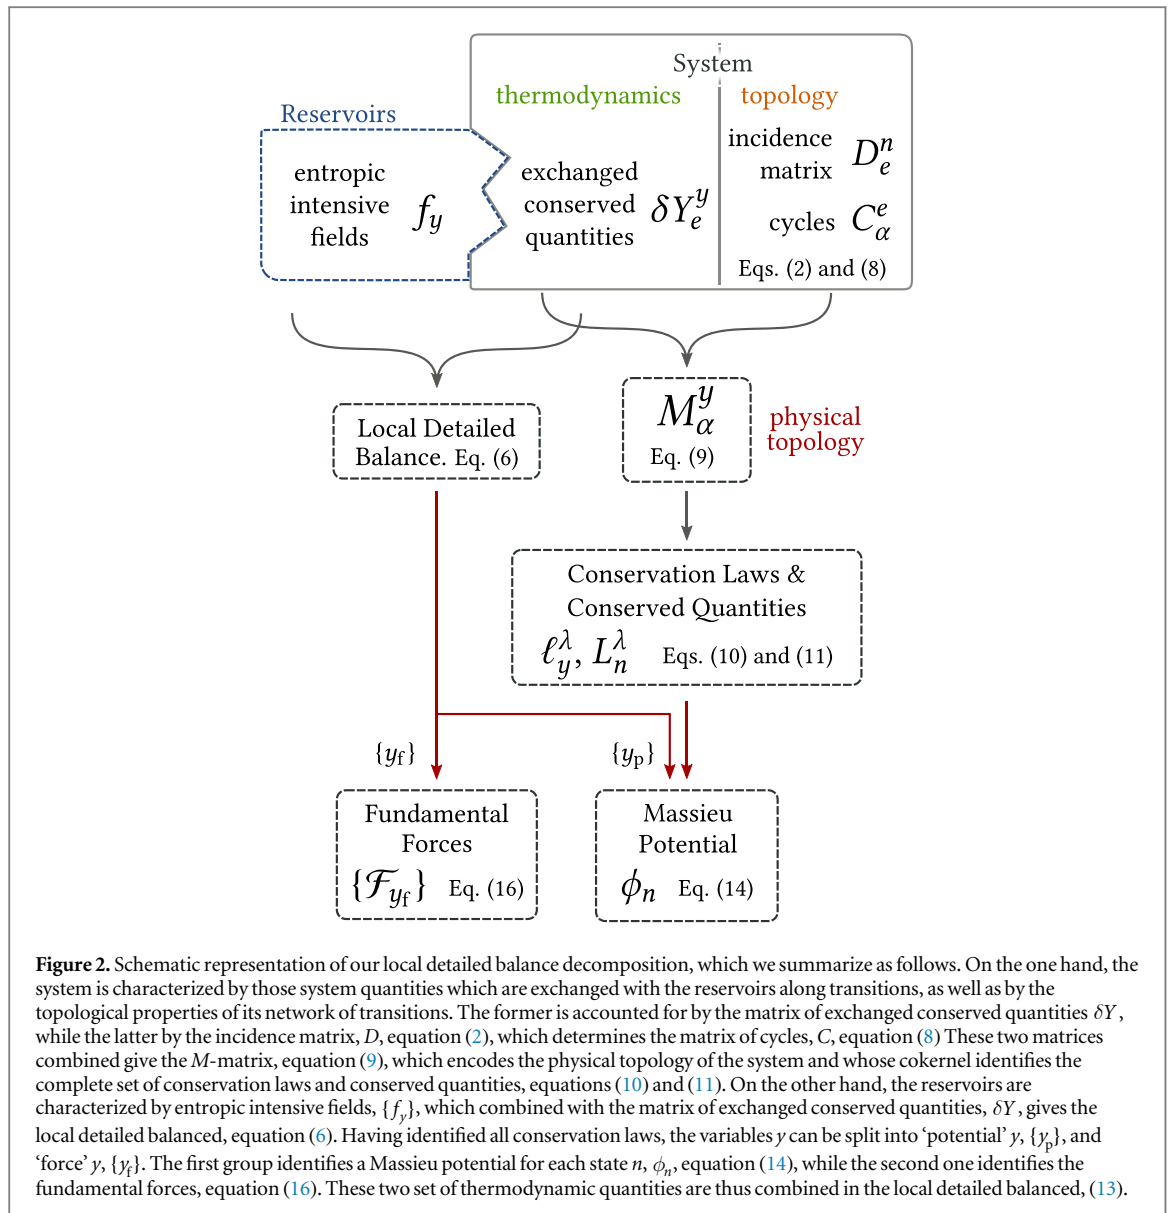 System
thermodynamics
topology
Reservoirs
entropic
intensive
fields
f_y
exchanged
conserved
quantities
δY_e^y
incidence
matrix
D_e^n
cycles
C_α^e
Eqs. (2) and (8)
Local Detailed
Balance. Eq. (6)
M_α^y
Eq. (9)
physical
topology
Conservation Laws &
Conserved Quantities
ℓ_y^λ, L_n^λ Eqs. (10) and (11)
{y_f}
{y_p}
Fundamental
Forces
{ℱ_{y_f}} Eq. (16)
Massieu
Potential
ϕ_n Eq. (14)
Figure 2. Schematic representation of our local detailed balance decomposition, which we summarize as follows. On the one hand, the
system is characterized by those system quantities which are exchanged with the reservoirs along transitions, as well as by the
topological properties of its network of transitions. The former is accounted for by the matrix of exchanged conserved quantities δY,
while the latter by the incidence matrix, D, equation (2), which determines the matrix of cycles, C, equation (8) These two matrices
combined give the M-matrix, equation (9), which encodes the physical topology of the system and whose cokernel identifies the
complete set of conservation laws and conserved quantities, equations (10) and (11). On the other hand, the reservoirs are
characterized by entropic intensive fields, {f_y}, which combined with the matrix of exchanged conserved quantities, δY, gives the
local detailed balanced, equation (6). Having identified all conservation laws, the variables y can be split into ‘potential’ y, {y_p}, and
‘force’ y, {y_f}. The first group identifies a Massieu potential for each state n, ϕ_n, equation (14), while the second one identifies the
fundamental forces, equation (16). These two set of thermodynamic quantities are thus combined in the local detailed balanced, (13).